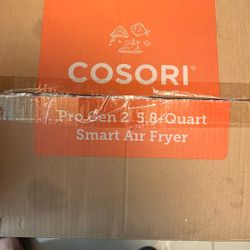 COSORI®
Pro Gen 2 5.8-Quart
Smart Air Fryer